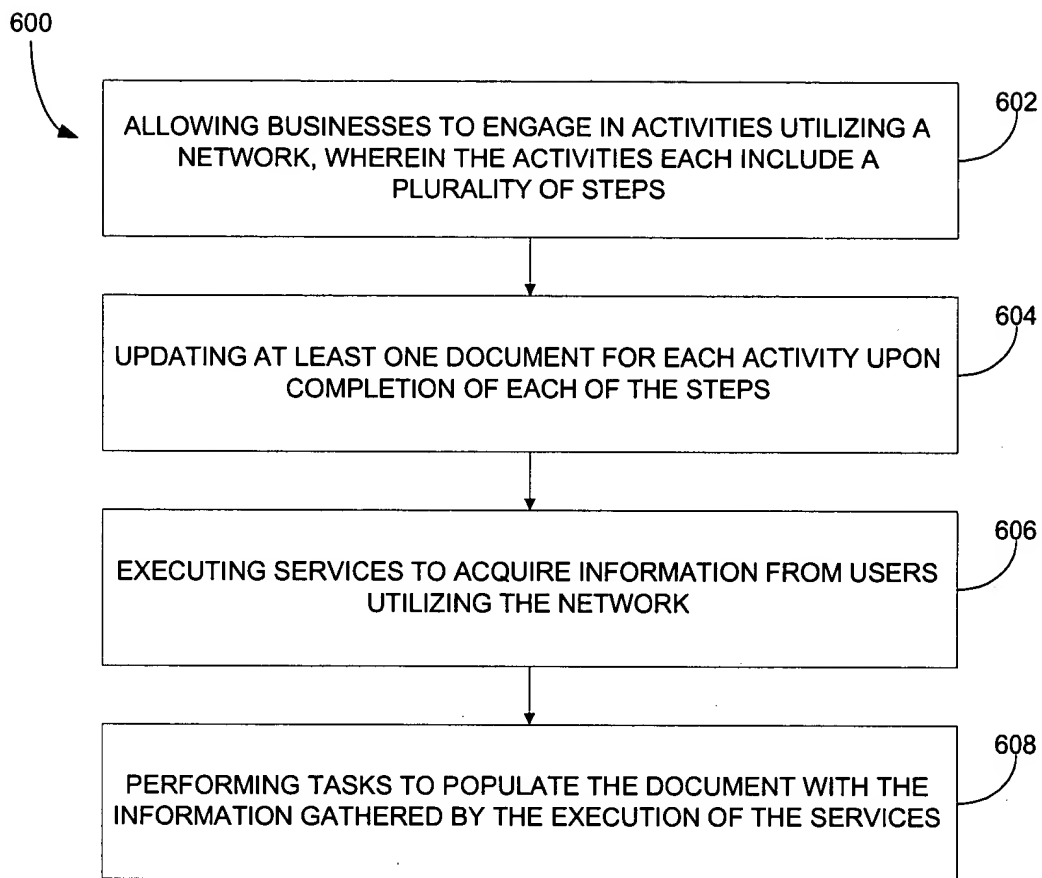 600
602
ALLOWING BUSINESSES TO ENGAGE IN ACTIVITIES UTILIZING A
NETWORK, WHEREIN THE ACTIVITIES EACH INCLUDE A
PLURALITY OF STEPS
604
UPDATING AT LEAST ONE DOCUMENT FOR EACH ACTIVITY UPON
COMPLETION OF EACH OF THE STEPS
606
EXECUTING SERVICES TO ACQUIRE INFORMATION FROM USERS
UTILIZING THE NETWORK
608
PERFORMING TASKS TO POPULATE THE DOCUMENT WITH THE
INFORMATION GATHERED BY THE EXECUTION OF THE SERVICES